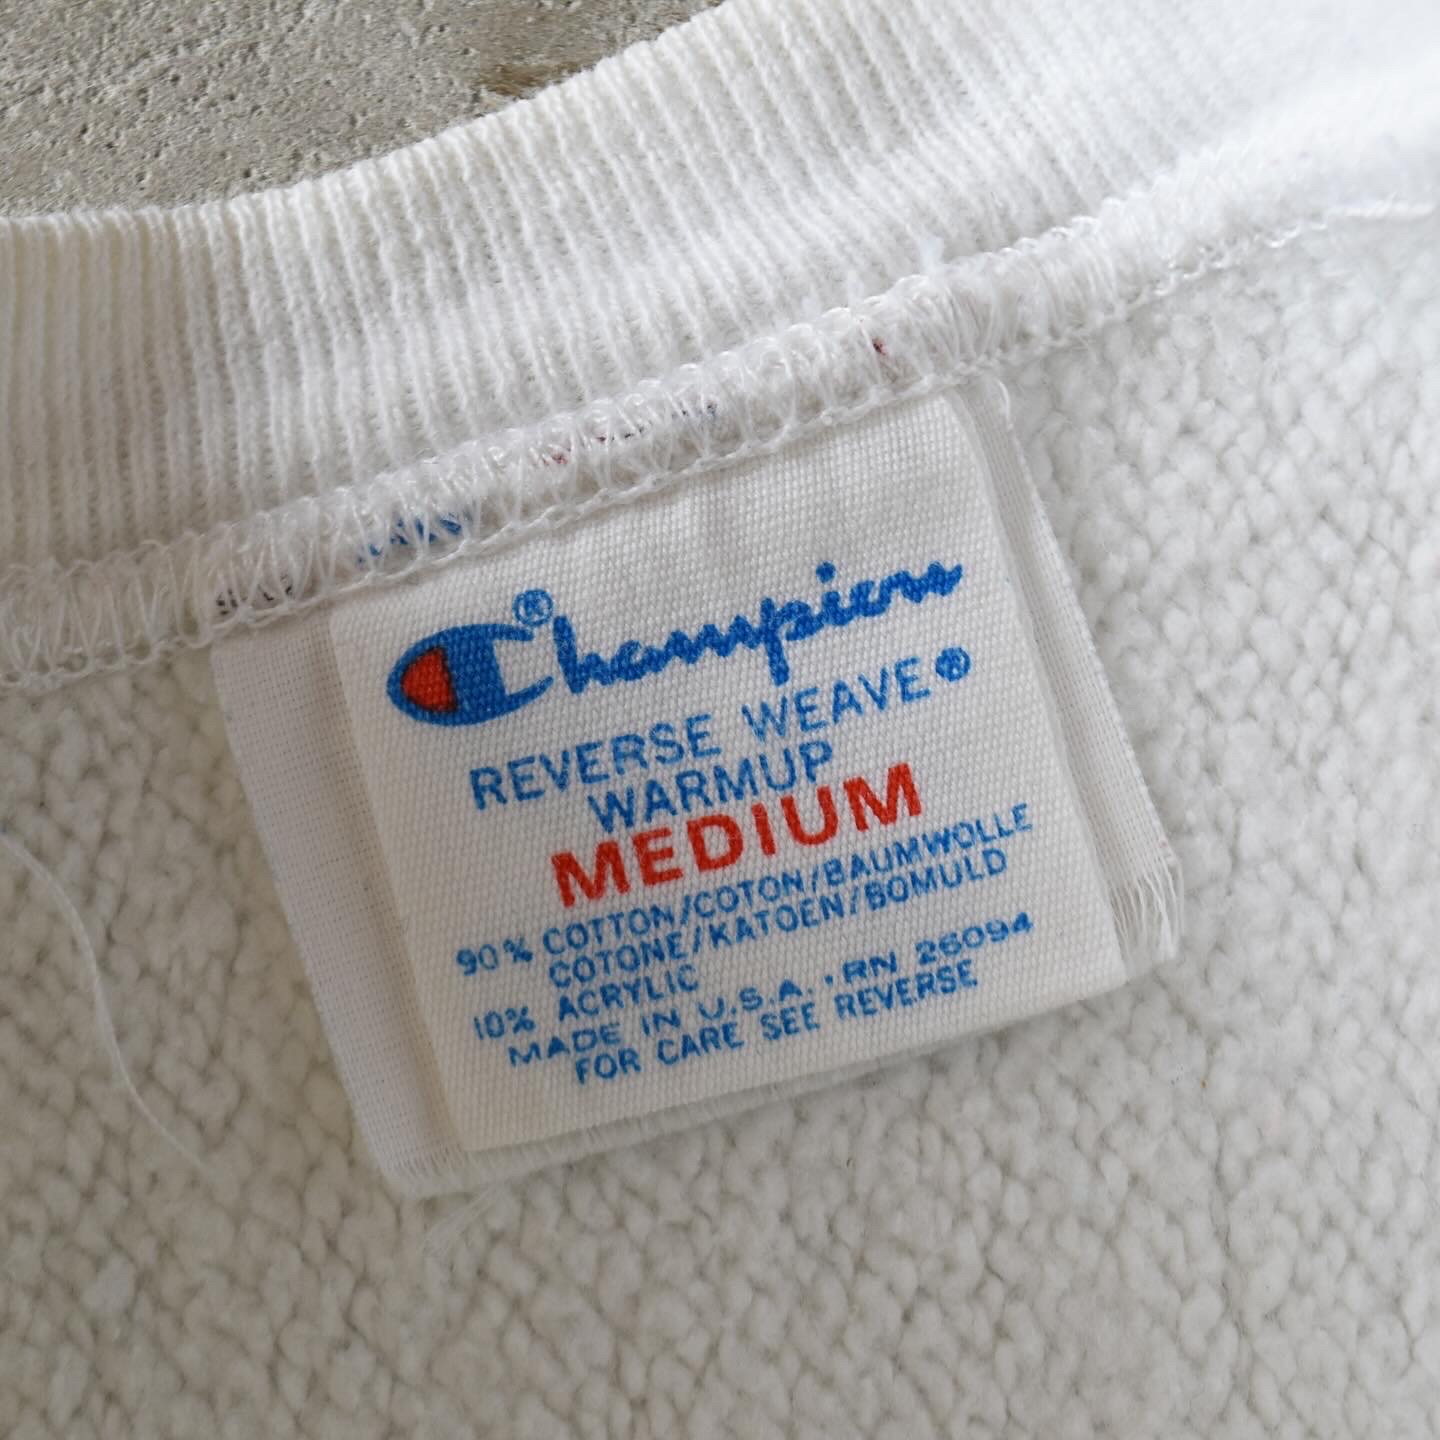 Champion®
REVERSE WEAVE®
WARMUP
MEDIUM
90% COTTON/COTON/BAUMWOLLE
COTONE/KATOEN/BOMULD
10% ACRYLIC
MADE IN U.S.A. · RN 26094
FOR CARE SEE REVERSE